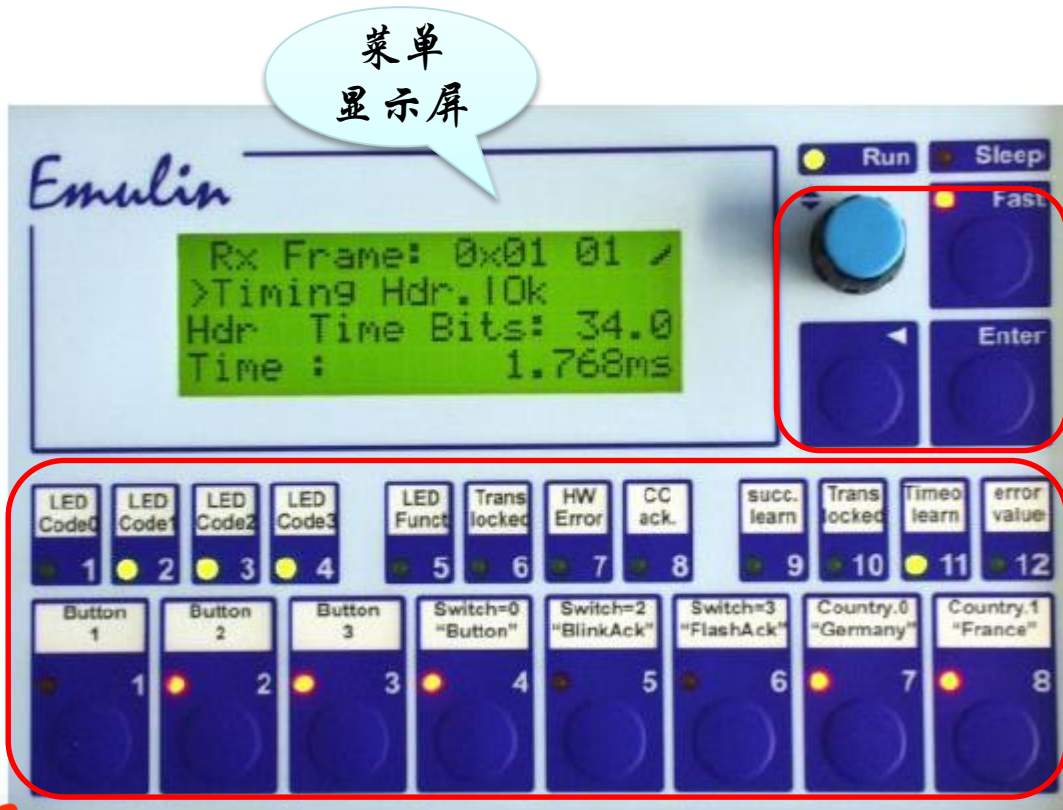 菜单
显示屏
Emulin
Run
Sleep
Fast
Rx Frame: 0x01 01
>Timing Hdr.!Ok
Hdr Time Bits: 34.0
Time : 1.768ms
Enter
LED Code0
LED Code1
LED Code2
LED Code3
LED Funct
Trans locked
HW Error
CC ack.
succ. learn
Trans locked
Timeo learn
error value
1 2 3 4 5 6 7 8 9 10 11 12
Button 1
Button 2
Button 3
Switch=0 "Button"
Switch=2 "BlinkAck"
Switch=3 "FlashAck"
Country.0 "Germany"
Country.1 "France"
1 2 3 4 5 6 7 8